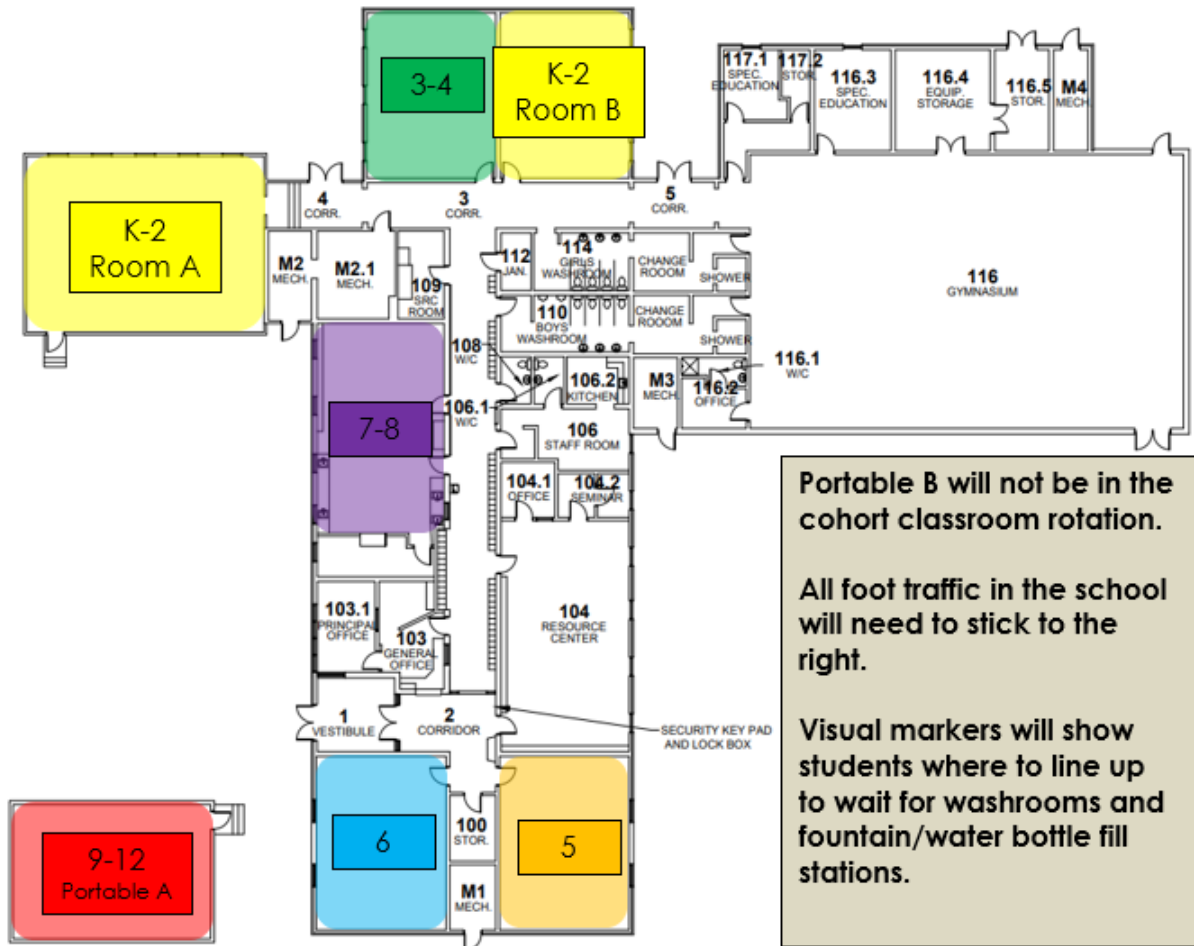 3-4
K-2
Room B
117.1
SPEC.
EDUCATION
117.2
STOR.
116.3
SPEC.
EDUCATION
116.4
EQUIP.
STORAGE
116.5
STOR.
M4
MECH.
K-2
Room A
4
CORR.
3
CORR.
5
CORR.
M2
MECH.
M2.1
MECH.
109
SRC
ROOM
112
JAN.
114
GIRLS
WASHROOM
CHANGE
ROOOM
SHOWER
116
GYMNASIUM
110
BOYS
WASHROOM
CHANGE
ROOOM
SHOWER
108
W/C
106.1
W/C
106.2
KITCHEN
M3
MECH.
116.2
OFFICE
116.1
W/C
7-8
106
STAFF ROOM
104.1
OFFICE
104.2
SEMINAR
103.1
PRINCIPAL
OFFICE
103
GENERAL
OFFICE
104
RESOURCE
CENTER
1
VESTIBULE
2
CORRIDOR
SECURITY KEY PAD
AND LOCK BOX
6
100
STOR.
5
M1
MECH.
9-12
Portable A
Portable B will not be in the
cohort classroom rotation.
All foot traffic in the school
will need to stick to the
right.
Visual markers will show
students where to line up
to wait for washrooms and
fountain/water bottle fill
stations.